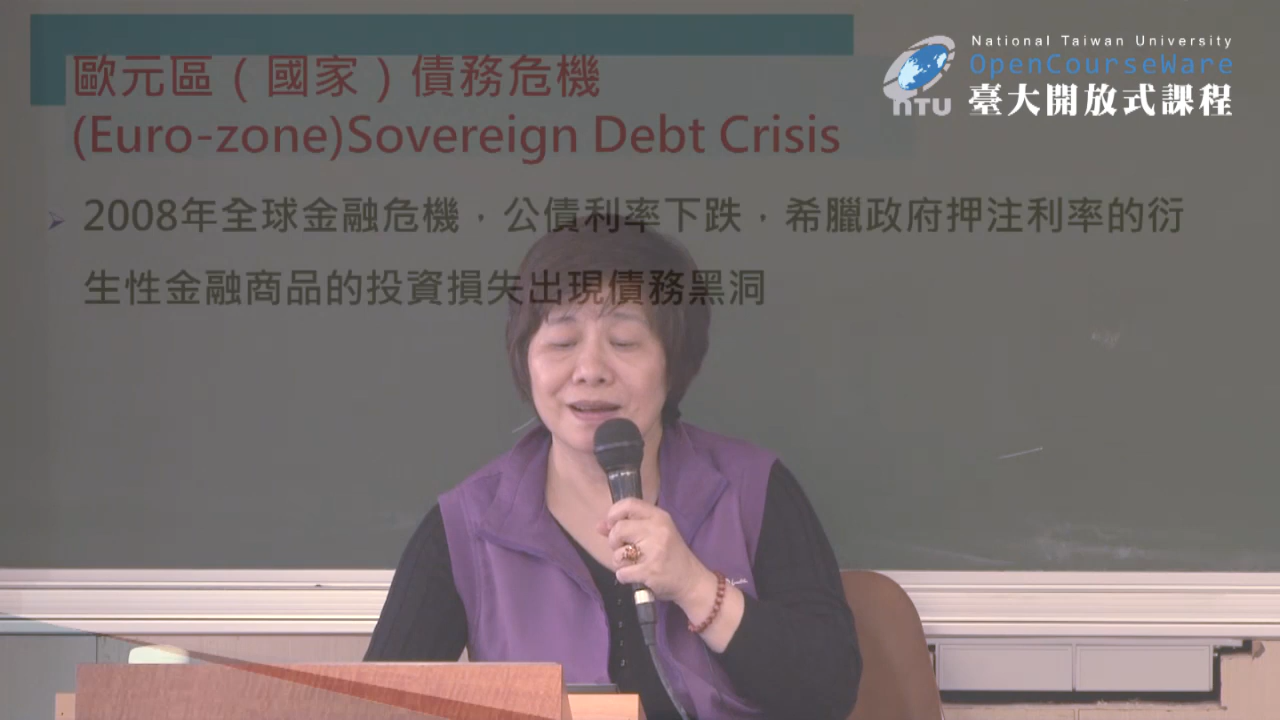 歐元區（國家）債務危機
(Euro-zone)Sovereign Debt Crisis
2008年全球金融危機，公債利率下跌，希臘政府押注利率的衍
生性金融商品的投資損失出現債務黑洞
National Taiwan University
OpenCourseWare
臺大開放式課程
NTU